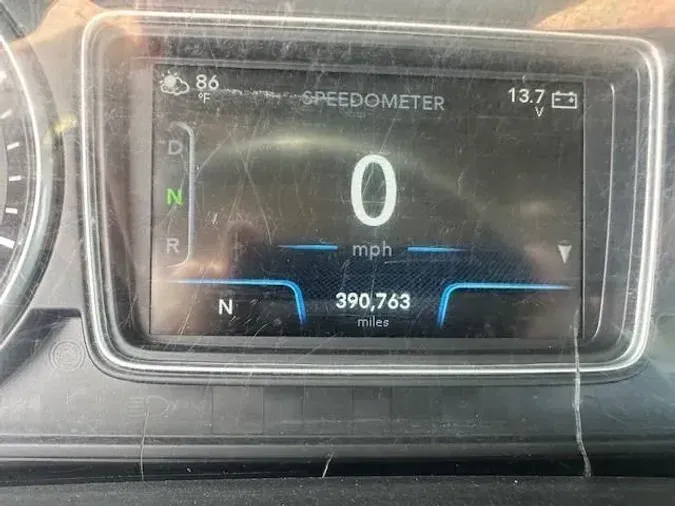 86
°F
SPEEDOMETER
13.7
V
D
N
R
0
mph
N
390,763
miles